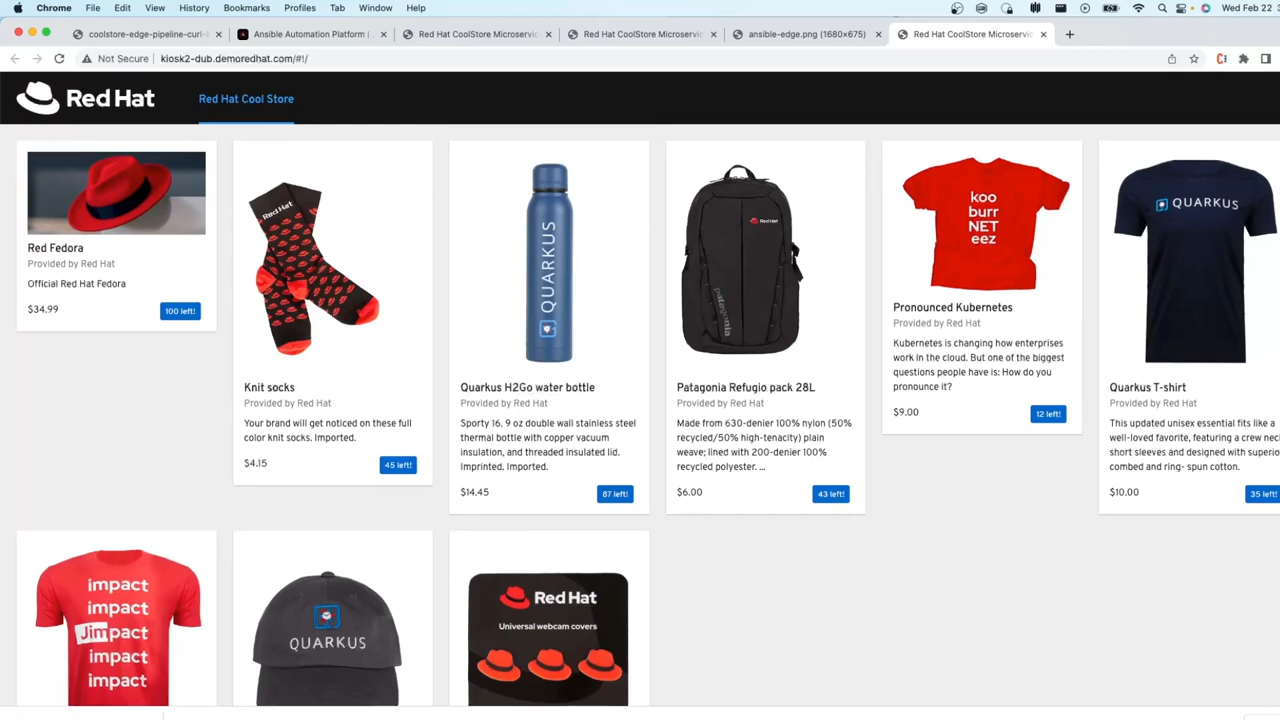 Chrome File Edit View History Bookmarks Profiles Tab Window Help Wed Feb 22
coolstore-edge-pipeline-curl- Ansible Automation Platform | Red Hat CoolStore Microservic Red Hat CoolStore Microservic ansible-edge.png (1680×675) Red Hat CoolStore Microservic
Not Secure | kiosk2-dub.demoredhat.com/#!/
Red Hat Red Hat Cool Store
Red Fedora
Provided by Red Hat
Official Red Hat Fedora
$34.99 100 left!
Red Hat
Knit socks
Provided by Red Hat
Your brand will get noticed on these full
color knit socks. Imported.
$4.15 45 left!
QUARKUS
Quarkus H2Go water bottle
Provided by Red Hat
Sporty 16. 9 oz double wall stainless steel
thermal bottle with copper vacuum
insulation, and threaded insulated lid.
Imprinted. Imported.
$14.45 87 left!
Red Hat
patagonia
Patagonia Refugio pack 28L
Provided by Red Hat
Made from 630-denier 100% nylon (50%
recycled/50% high-tenacity) plain
weave; lined with 200-denier 100%
recycled polyester. ...
$6.00 43 left!
koo
burr
NET
eez
Pronounced Kubernetes
Provided by Red Hat
Kubernetes is changing how enterprises
work in the cloud. But one of the biggest
questions people have is: How do you
pronounce it?
$9.00 12 left!
QUARKUS
Quarkus T-shirt
Provided by Red Hat
This updated unisex essential fits like a
well-loved favorite, featuring a crew nec
short sleeves and designed with superio
combed and ring- spun cotton.
$10.00 35 left!
impact
impact
Jimpact
impact
impact
QUARKUS
Red Hat
Universal webcam covers